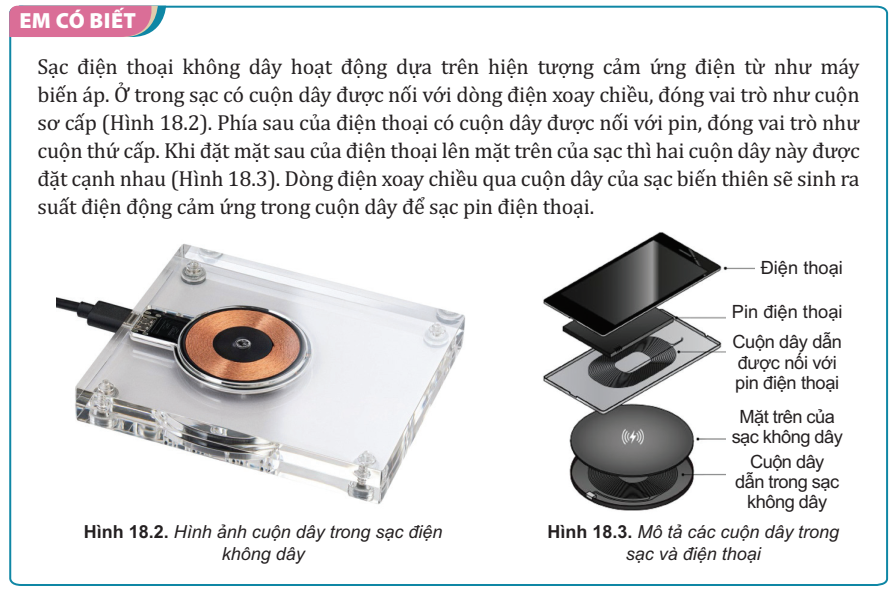 EM CÓ BIẾT
Sạc điện thoại không dây hoạt động dựa trên hiện tượng cảm ứng điện từ như máy
biến áp. Ở trong sạc có cuộn dây được nối với dòng điện xoay chiều, đóng vai trò như cuộn
sơ cấp (Hình 18.2). Phía sau của điện thoại có cuộn dây được nối với pin, đóng vai trò như
cuộn thứ cấp. Khi đặt mặt sau của điện thoại lên mặt trên của sạc thì hai cuộn dây này được
đặt cạnh nhau (Hình 18.3). Dòng điện xoay chiều qua cuộn dây của sạc biến thiên sẽ sinh ra
suất điện động cảm ứng trong cuộn dây để sạc pin điện thoại.
Điện thoại
Pin điện thoại
Cuộn dây dẫn
được nối với
pin điện thoại
Mặt trên của
sạc không dây
Cuộn dây
dẫn trong sạc
không dây
Hình 18.2. Hình ảnh cuộn dây trong sạc điện
không dây
Hình 18.3. Mô tả các cuộn dây trong
sạc và điện thoại